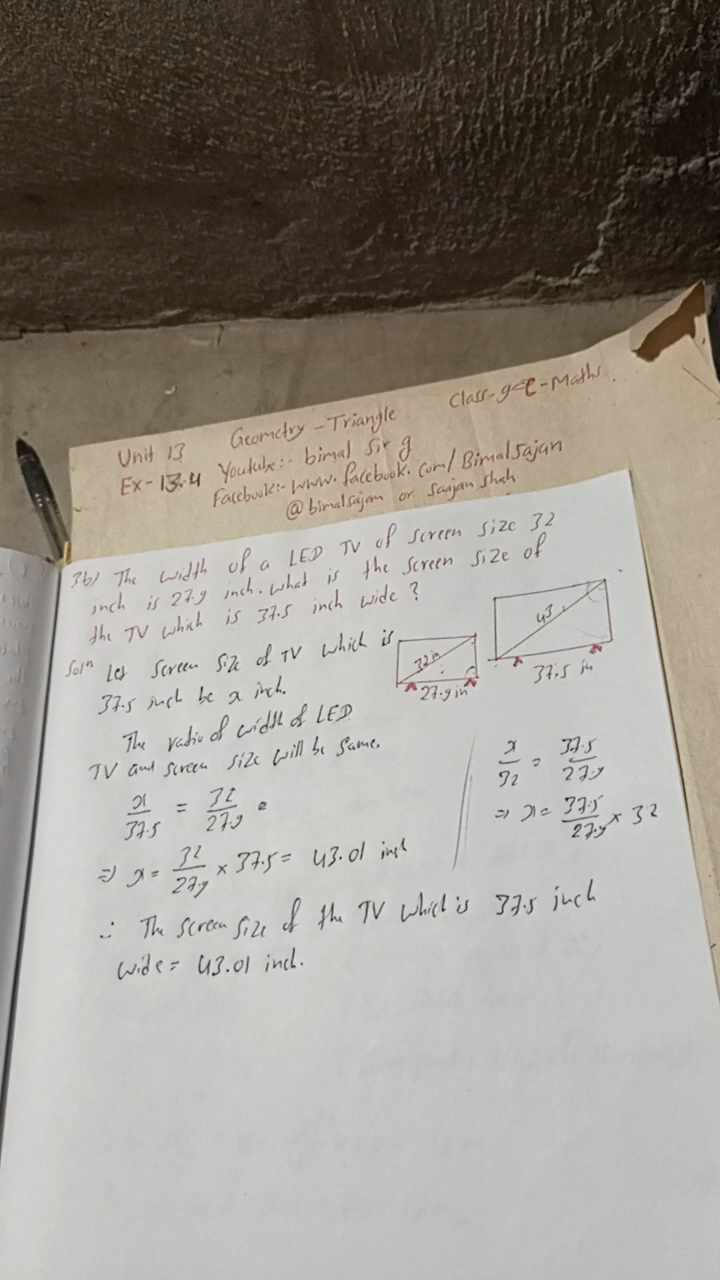 Unit 13 Geometry - Triangle Class-9 - Maths.
Ex- 13.4 Youtube:- bimal sir g
Facebook:- www.facebook.com/Bimalsajan
@bimalsajan or sanjan shah
3b) The width of a LED TV of screen size 32
inch is 27.9 inch. What is the screen size of
the TV which is 37.5 inch wide ?
Solⁿ Let screen size of TV which is
37.5 inch be x inch.
32 in
27.9 in
43.
37.5 in
The ratio of width of LED
TV and screen size will be same.
x/37.5 = 32/27.9
⇒ x = 32/27.9 × 37.5 = 43.01 inch
x/32 = 37.5/27.9
⇒ x = 37.5/27.9 × 32
∴ The screen size of the TV which is 37.5 inch
wide = 43.01 inch.